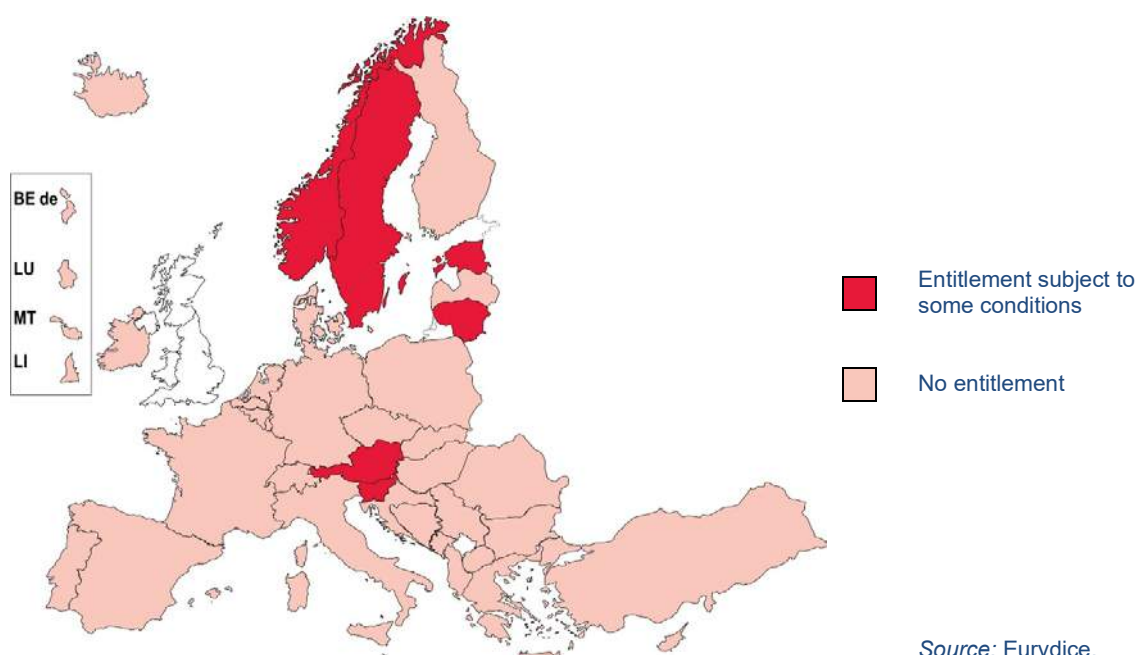 BE de
LU
MT
LI
Entitlement subject to
some conditions
No entitlement
Source: Eurydice.